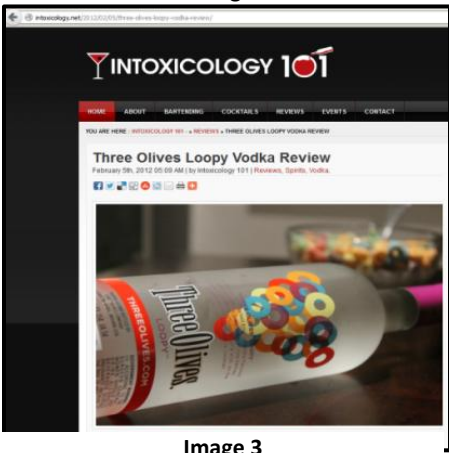 intoxicology.net/2012/02/05/three-olives-loopy-vodka-review/
INTOXICOLOGY 101
HOME ABOUT BARTENDING COCKTAILS REVIEWS EVENTS CONTACT
YOU ARE HERE : INTOXICOLOGY 101 - » REVIEWS » THREE OLIVES LOOPY VODKA REVIEW
Three Olives Loopy Vodka Review
February 5th, 2012 05:09 AM | by Intoxicology 101 | Reviews, Spirits, Vodka.
THREEOLIVES.COM
LOOPY
ThreeOlives
Image 3